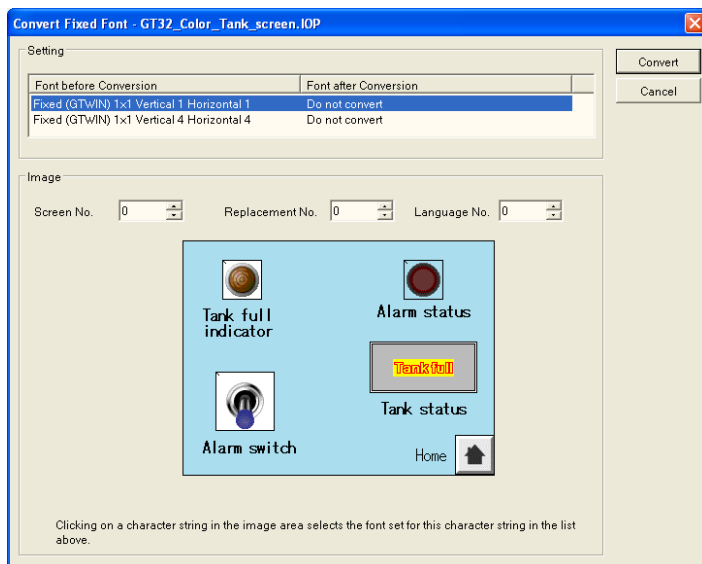 Convert Fixed Font - GT32_Color_Tank_screen.IOP
Setting
Convert
Font before Conversion Font after Conversion
Cancel
Fixed (GTWIN) 1x1 Vertical 1 Horizontal 1 Do not convert
Fixed (GTWIN) 1x1 Vertical 4 Horizontal 4 Do not convert
Image
Screen No. 0 Replacement No. 0 Language No. 0
Tank full
indicator
Alarm status
Tank full
Tank status
Alarm switch
Home
Clicking on a character string in the image area selects the font set for this character string in the list
above.